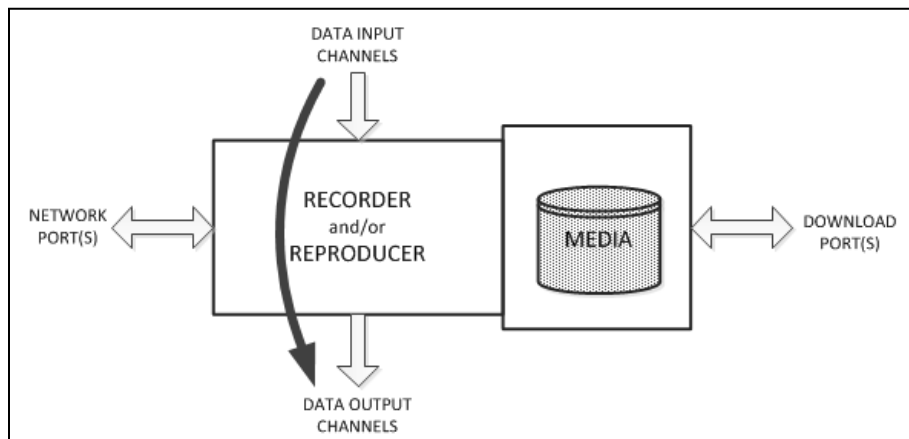 DATA INPUT
CHANNELS
NETWORK
PORT(S)
RECORDER
and/or
REPRODUCER
MEDIA
DOWNLOAD
PORT(S)
DATA OUTPUT
CHANNELS